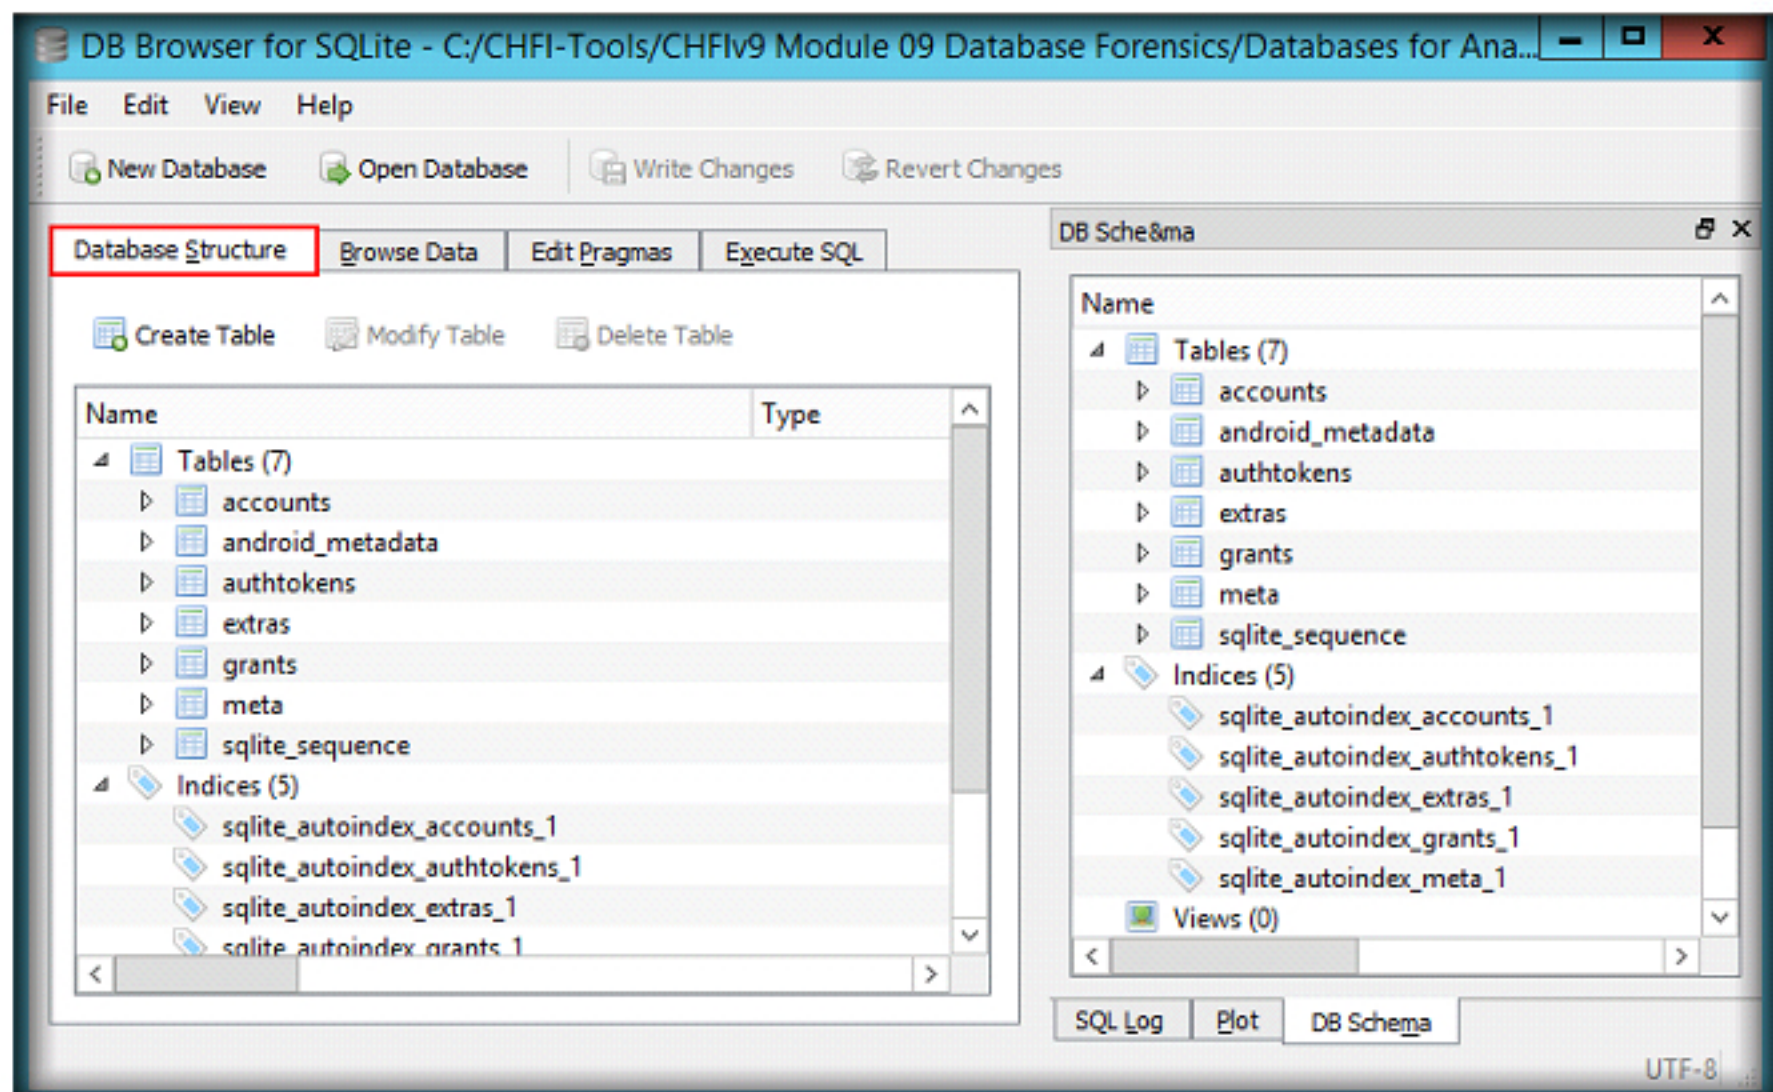 DB Browser for SQLite - C:/CHFI-Tools/CHFIv9 Module 09 Database Forensics/Databases for Ana...
File Edit View Help
New Database Open Database Write Changes Revert Changes
Database Structure Browse Data Edit Pragmas Execute SQL
Create Table Modify Table Delete Table
Name Type
Tables (7)
accounts
android_metadata
authtokens
extras
grants
meta
sqlite_sequence
Indices (5)
sqlite_autoindex_accounts_1
sqlite_autoindex_authtokens_1
sqlite_autoindex_extras_1
sqlite_autoindex_grants_1
DB Sche&ma
Name
Tables (7)
accounts
android_metadata
authtokens
extras
grants
meta
sqlite_sequence
Indices (5)
sqlite_autoindex_accounts_1
sqlite_autoindex_authtokens_1
sqlite_autoindex_extras_1
sqlite_autoindex_grants_1
sqlite_autoindex_meta_1
Views (0)
SQL Log Plot DB Schema
UTF-8